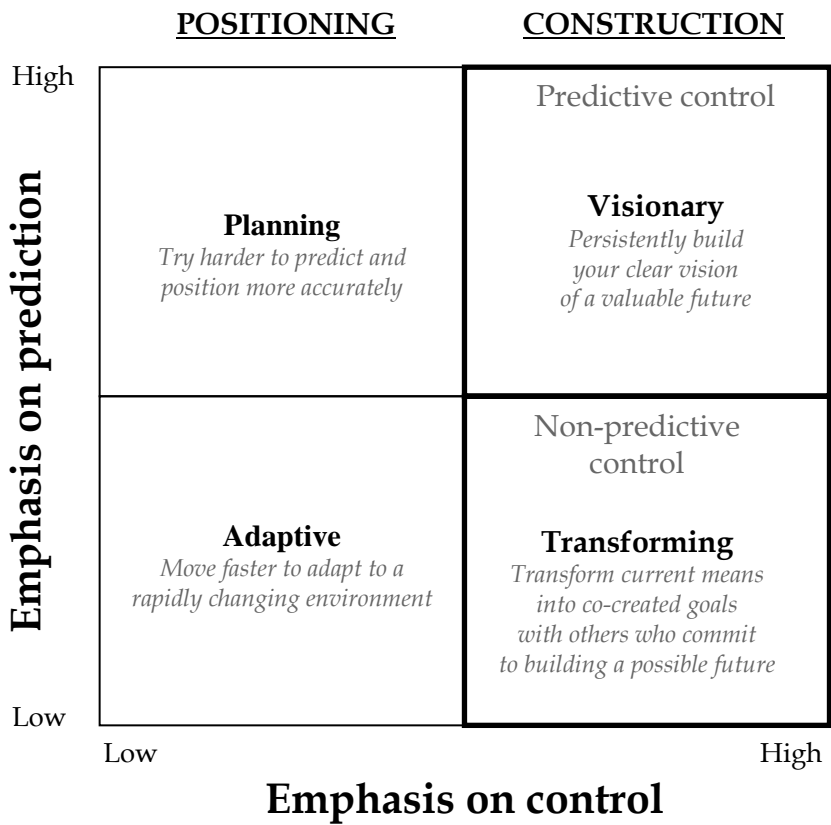 POSITIONING CONSTRUCTION
High
Predictive control
Planning
Try harder to predict and
position more accurately
Visionary
Persistently build
your clear vision
of a valuable future
Emphasis on prediction
Non-predictive
control
Adaptive
Move faster to adapt to a
rapidly changing environment
Transforming
Transform current means
into co-created goals
with others who commit
to building a possible future
Low
Low High
Emphasis on control